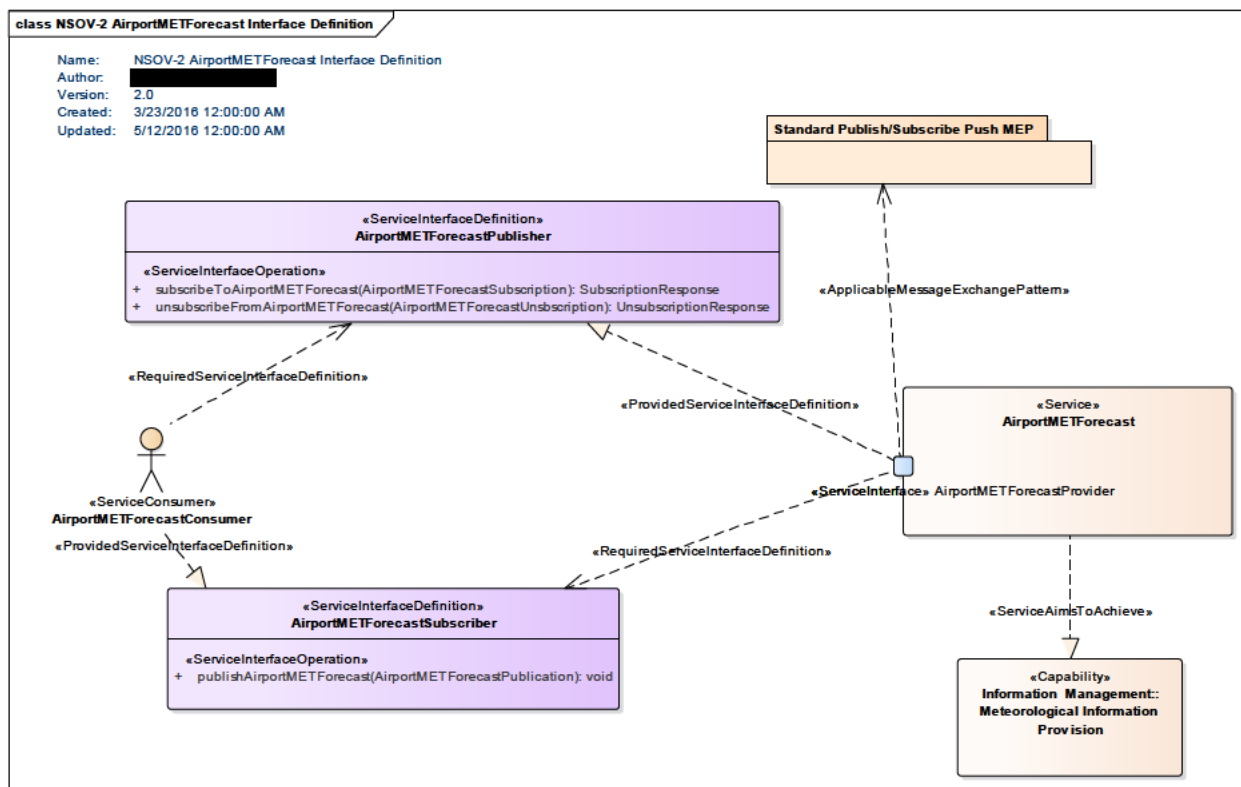 class NSOV-2 AirportMETForecast Interface Definition
Name: NSOV-2 AirportMETForecast Interface Definition
Author:
Version: 2.0
Created: 3/23/2016 12:00:00 AM
Updated: 5/12/2016 12:00:00 AM
Standard Publish/Subscribe Push MEP
«ServiceInterfaceDefinition»
AirportMETForecastPublisher
«ServiceInterfaceOperation»
+ subscribeToAirportMETForecast(AirportMETForecastSubscription): SubscriptionResponse
+ unsubscribeFromAirportMETForecast(AirportMETForecastUnsbscription): UnsubscriptionResponse
«ApplicableMessageExchangePattern»
«RequiredServiceInterfaceDefinition»
«ProvidedServiceInterfaceDefinition»
«Service»
AirportMETForecast
«ServiceInterface» AirportMETForecastProvider
«ServiceConsumer»
AirportMETForecastConsumer
«ProvidedServiceInterfaceDefinition»
«RequiredServiceInterfaceDefinition»
«ServiceInterfaceDefinition»
AirportMETForecastSubscriber
«ServiceInterfaceOperation»
+ publishAirportMETForecast(AirportMETForecastPublication): void
«ServiceAimsToAchieve»
«Capability»
Information Management::
Meteorological Information
Provision